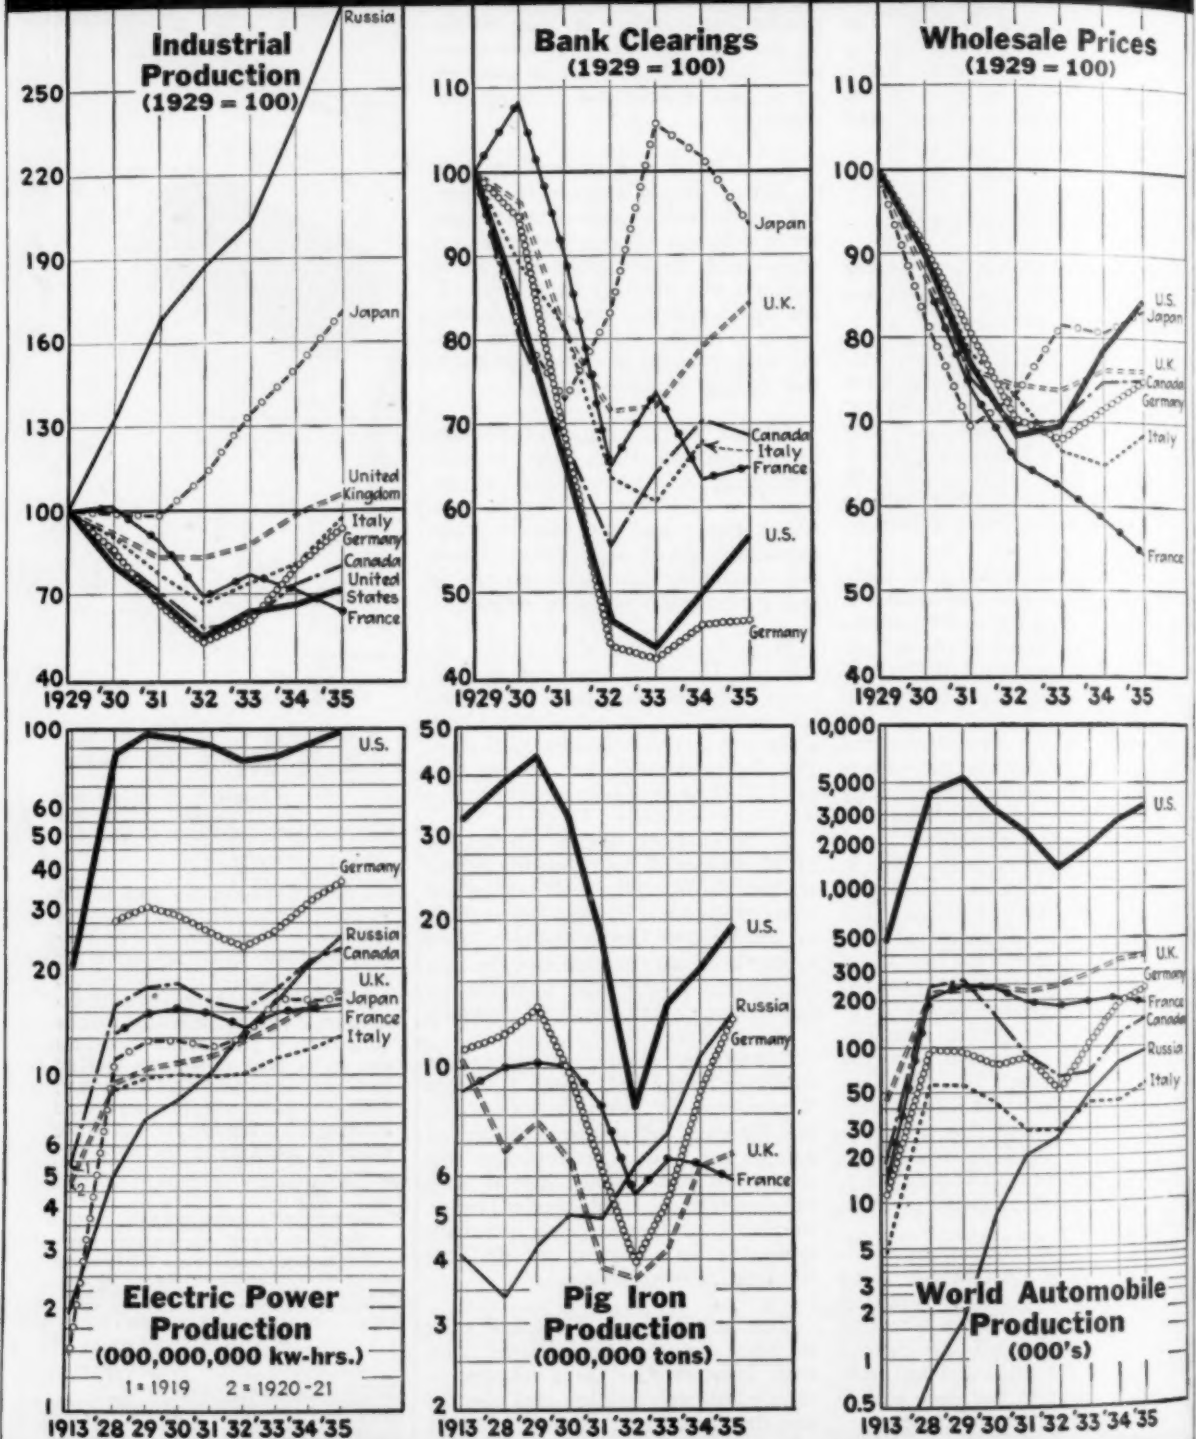 Industrial
Production
(1929 = 100)
250
220
190
160
130
100
70
40
Russia
Japan
United
Kingdom
Italy
Germany
Canada
United
States
France
1929 '30 '31 '32 '33 '34 '35
Bank Clearings
(1929 = 100)
110
100
90
80
70
60
50
40
Japan
U.K.
Canada
Italy
France
U.S.
Germany
1929 '30 '31 '32 '33 '34 '35
Wholesale Prices
(1929 = 100)
110
100
90
80
70
60
50
40
U.S.
Japan
U.K.
Canada
Germany
Italy
France
1929 '30 '31 '32 '33 '34 '35
100
60
50
40
30
20
10
6
5
4
3
2
1
U.S.
Germany
Russia
Canada
U.K.
Japan
France
Italy
1
2
Electric Power
Production
(000,000,000 kw-hrs.)
1 = 1919 2 = 1920-21
1913 '28 '29 '30 '31 '32 '33 '34 '35
50
40
30
20
10
6
5
4
3
2
U.S.
Russia
Germany
U.K.
France
Pig Iron
Production
(000,000 tons)
1913 '28 '29 '30 '31 '32 '33 '34 '35
10,000
5,000
3,000
2,000
1,000
500
300
200
100
50
30
20
10
5
3
2
1
0.5
U.S.
U.K.
Germany
France
Canada
Russia
Italy
World Automobile
Production
(000's)
1913 '28 '29 '30 '31 '32 '33 '34 '35